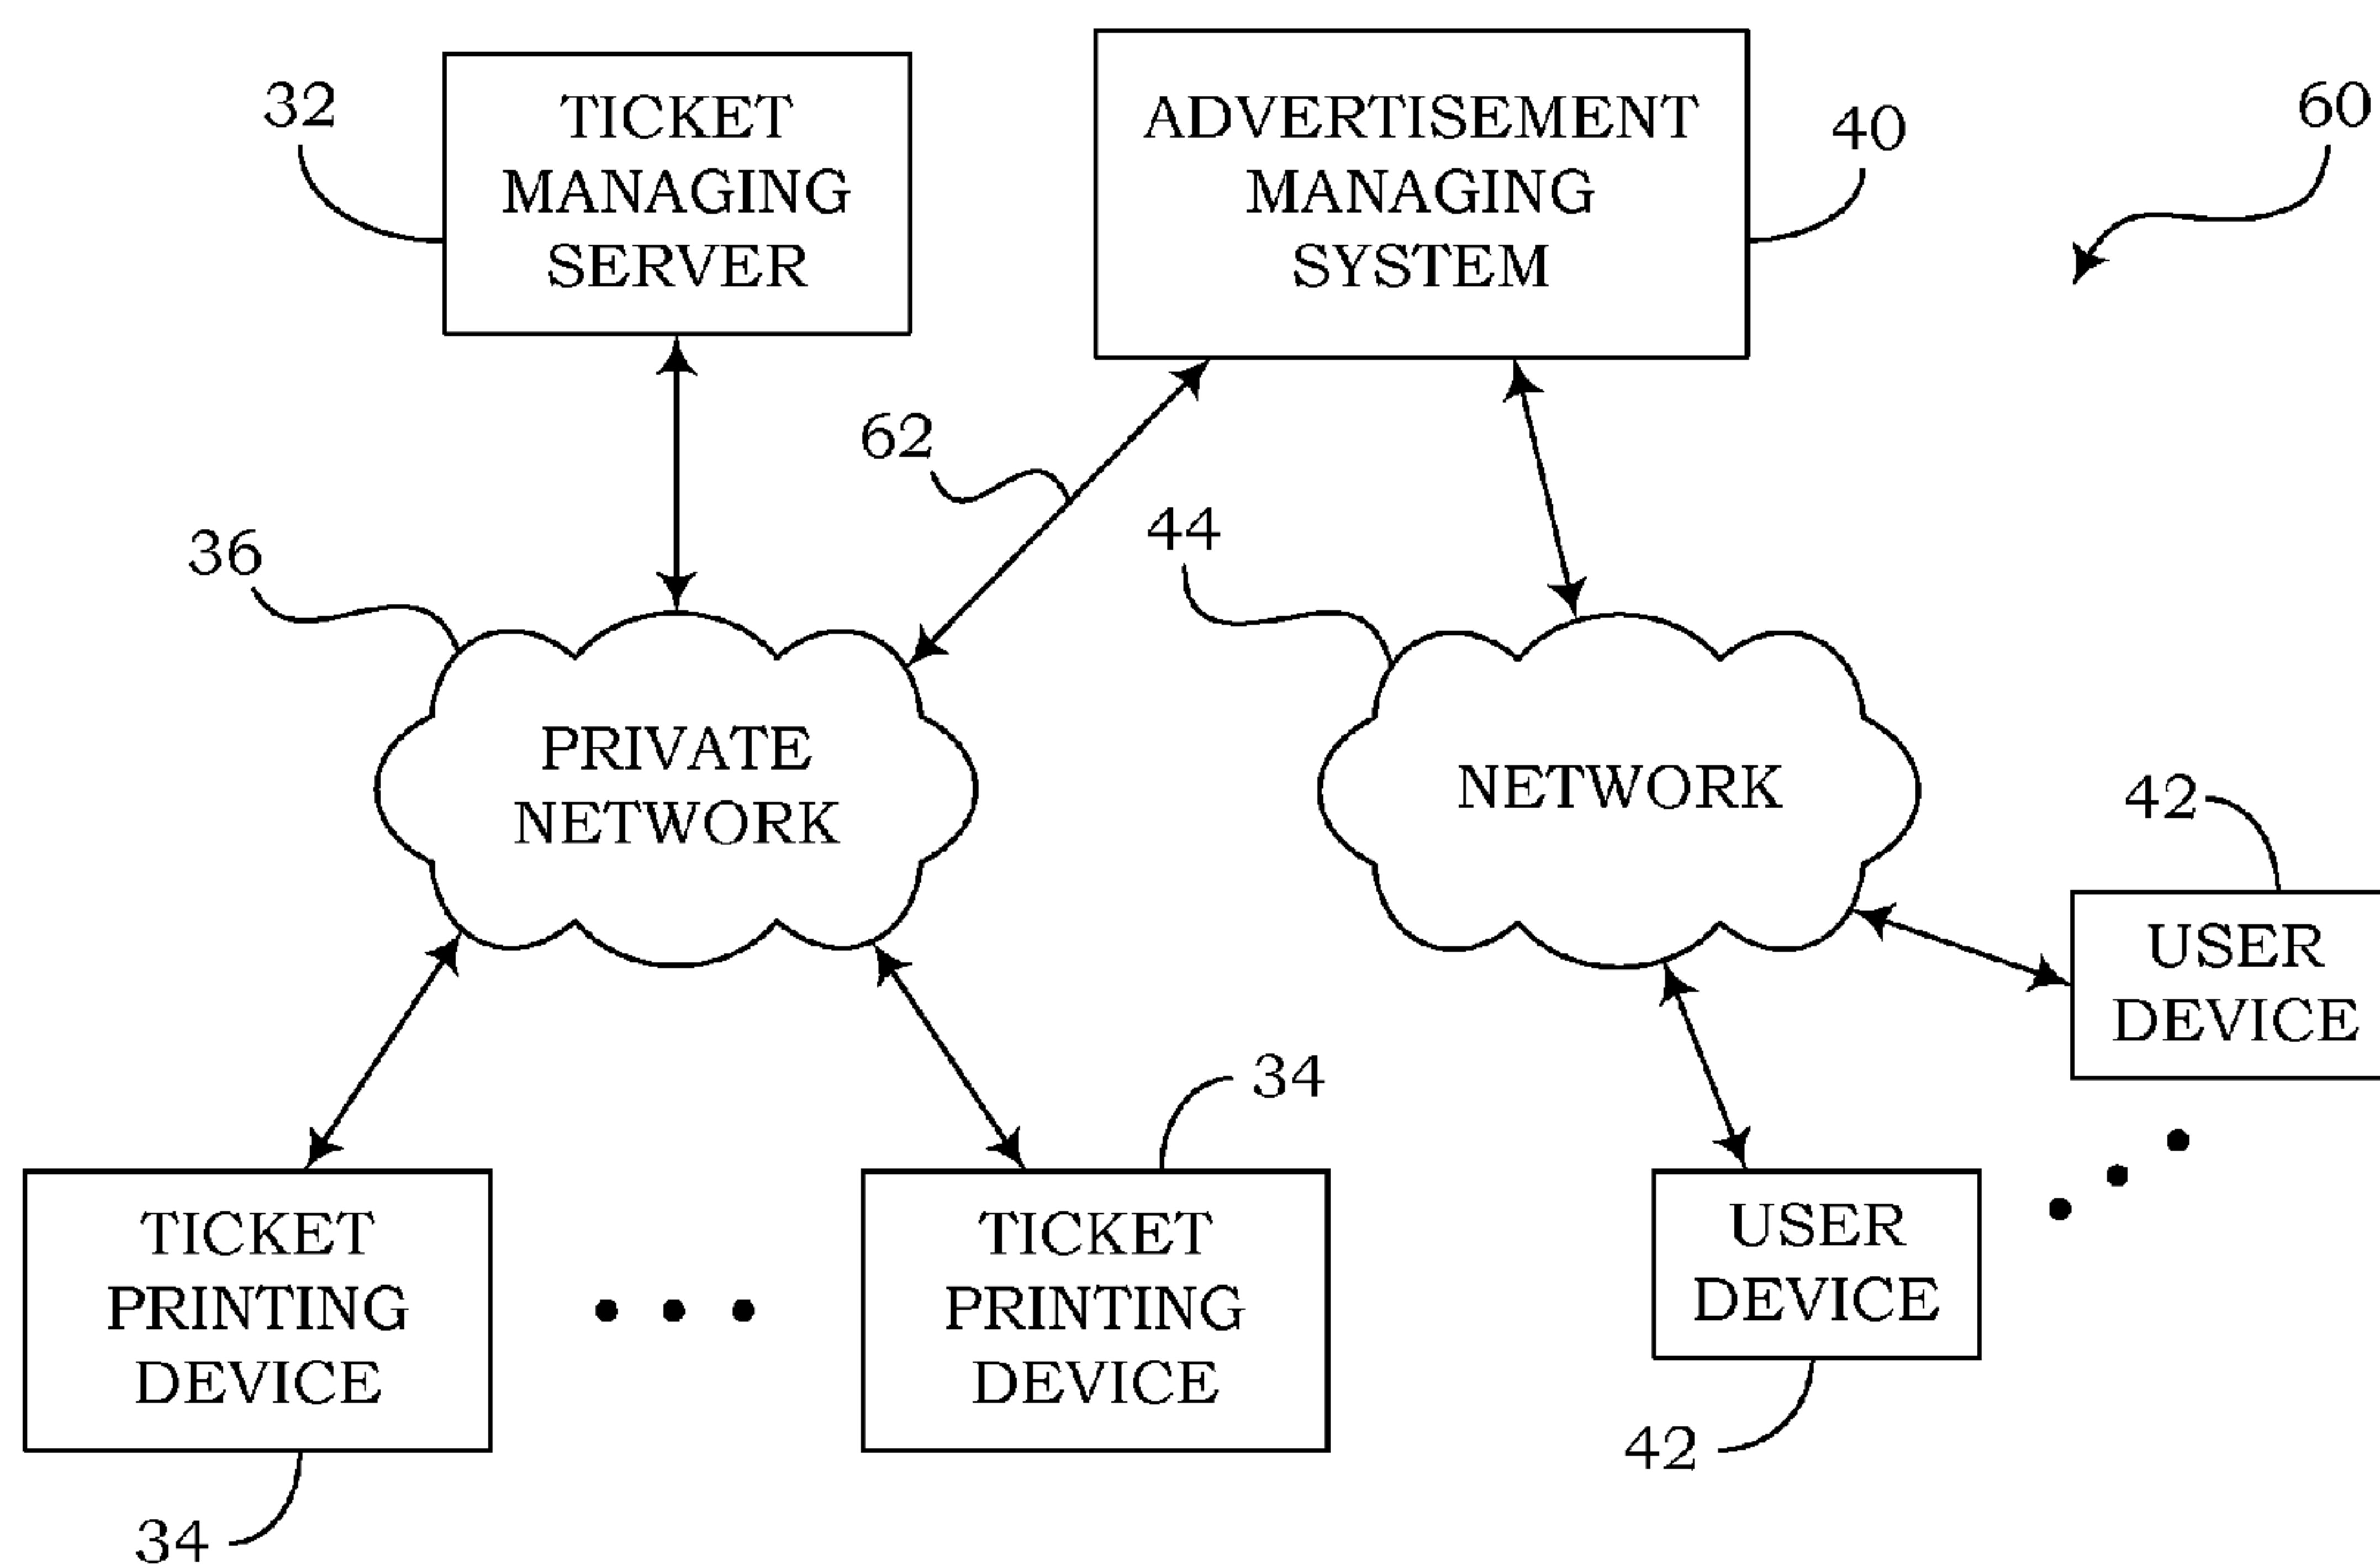 32
TICKET
MANAGING
SERVER
ADVERTISEMENT
MANAGING
SYSTEM
40
60
62
36
44
PRIVATE
NETWORK
NETWORK
42
USER
DEVICE
34
TICKET
PRINTING
DEVICE
TICKET
PRINTING
DEVICE
USER
DEVICE
42
34